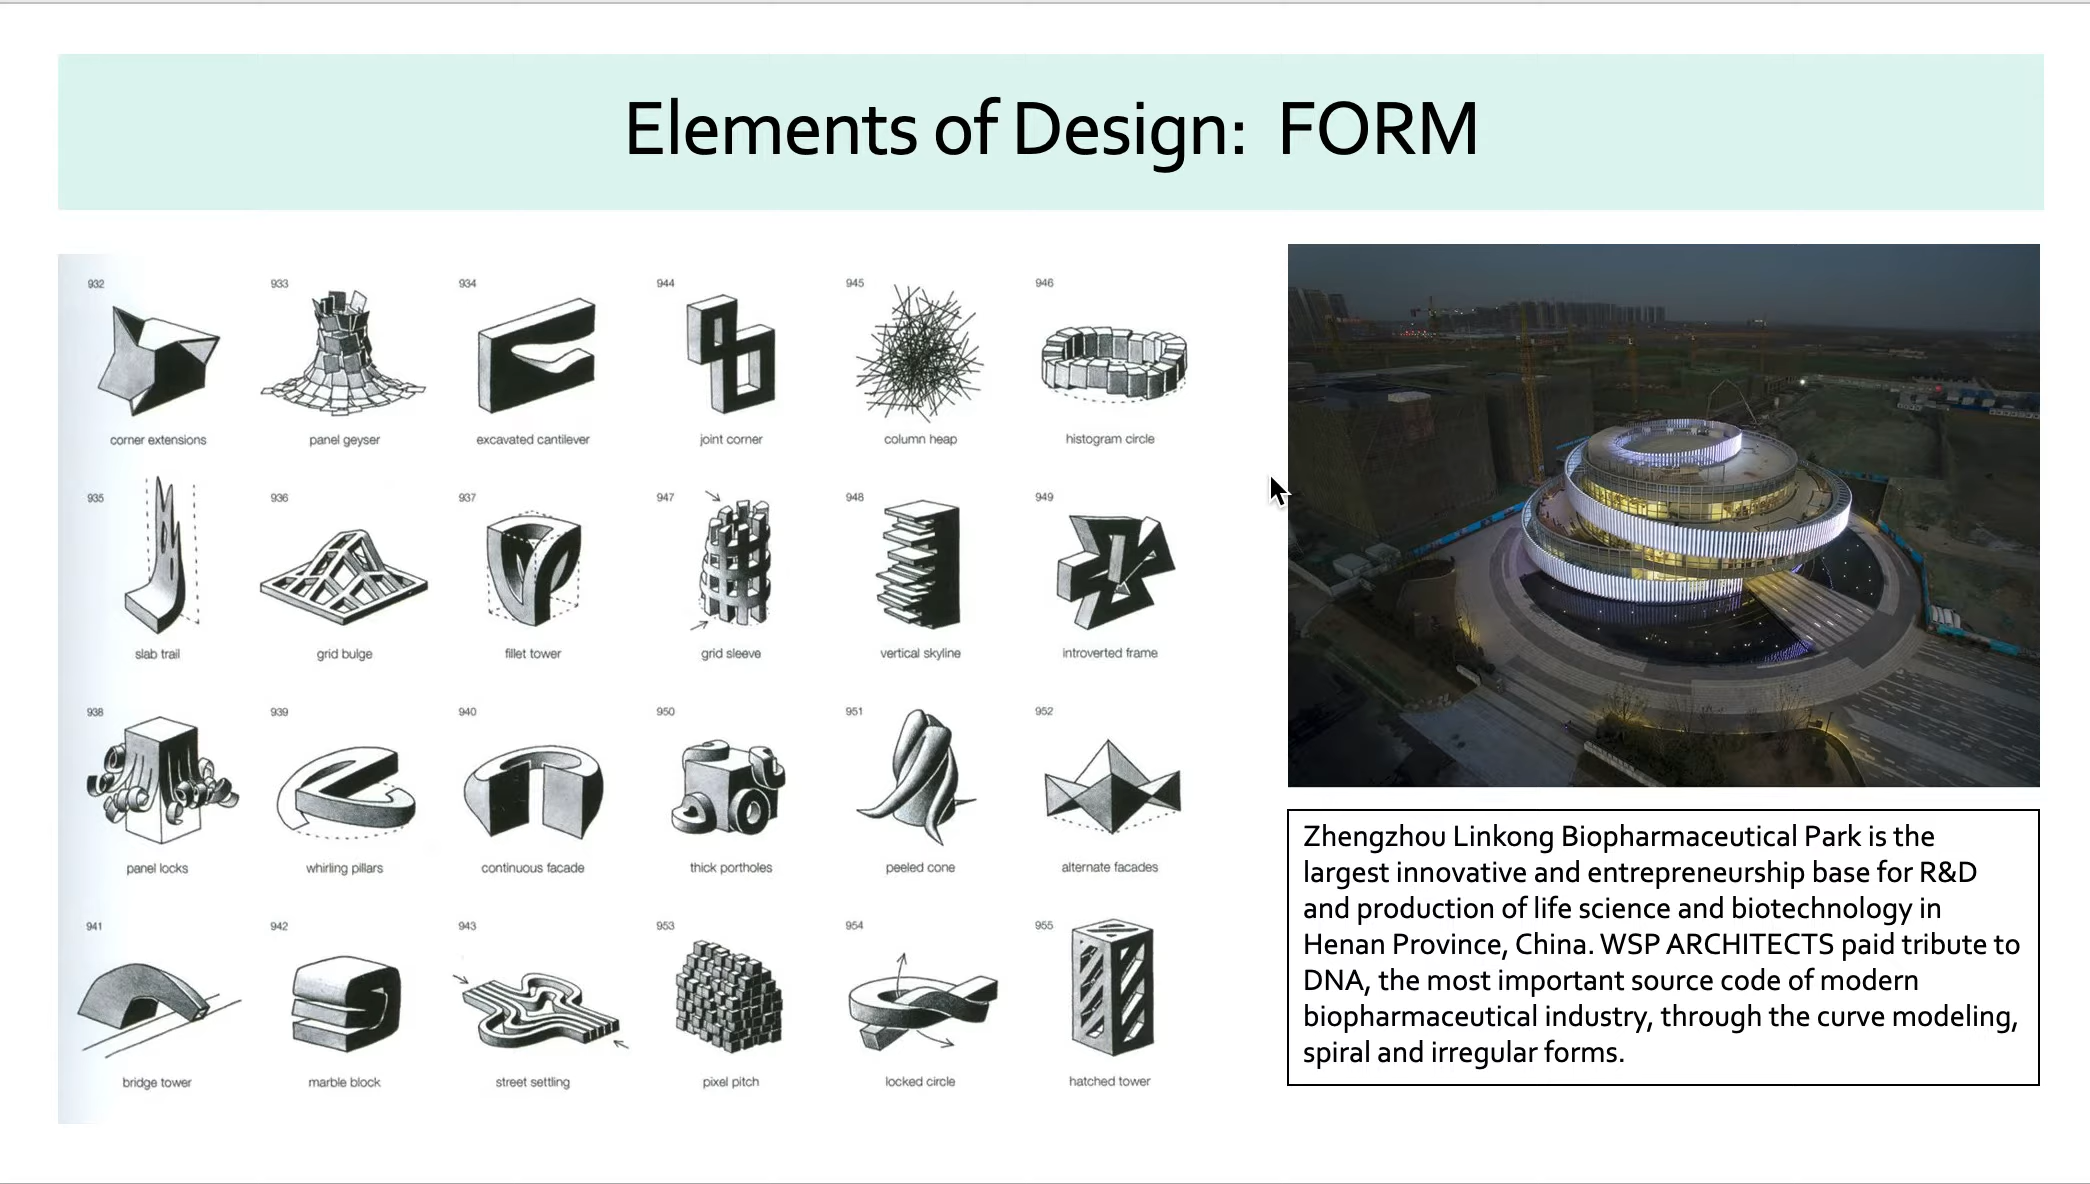 Elements of Design: FORM
932
933
934
944
945
946
corner extensions
panel geyser
excavated cantilever
joint corner
column heap
histogram circle
935
936
937
947
948
949
slab trail
grid bulge
fillet tower
grid sleeve
vertical skyline
introverted frame
938
939
940
950
951
952
panel locks
whirling pillars
continuous facade
thick portholes
peeled cone
alternate facades
941
942
943
953
954
955
bridge tower
marble block
street settling
pixel pitch
locked circle
hatched tower
Zhengzhou Linkong Biopharmaceutical Park is the
largest innovative and entrepreneurship base for R&D
and production of life science and biotechnology in
Henan Province, China. WSP ARCHITECTS paid tribute to
DNA, the most important source code of modern
biopharmaceutical industry, through the curve modeling,
spiral and irregular forms.